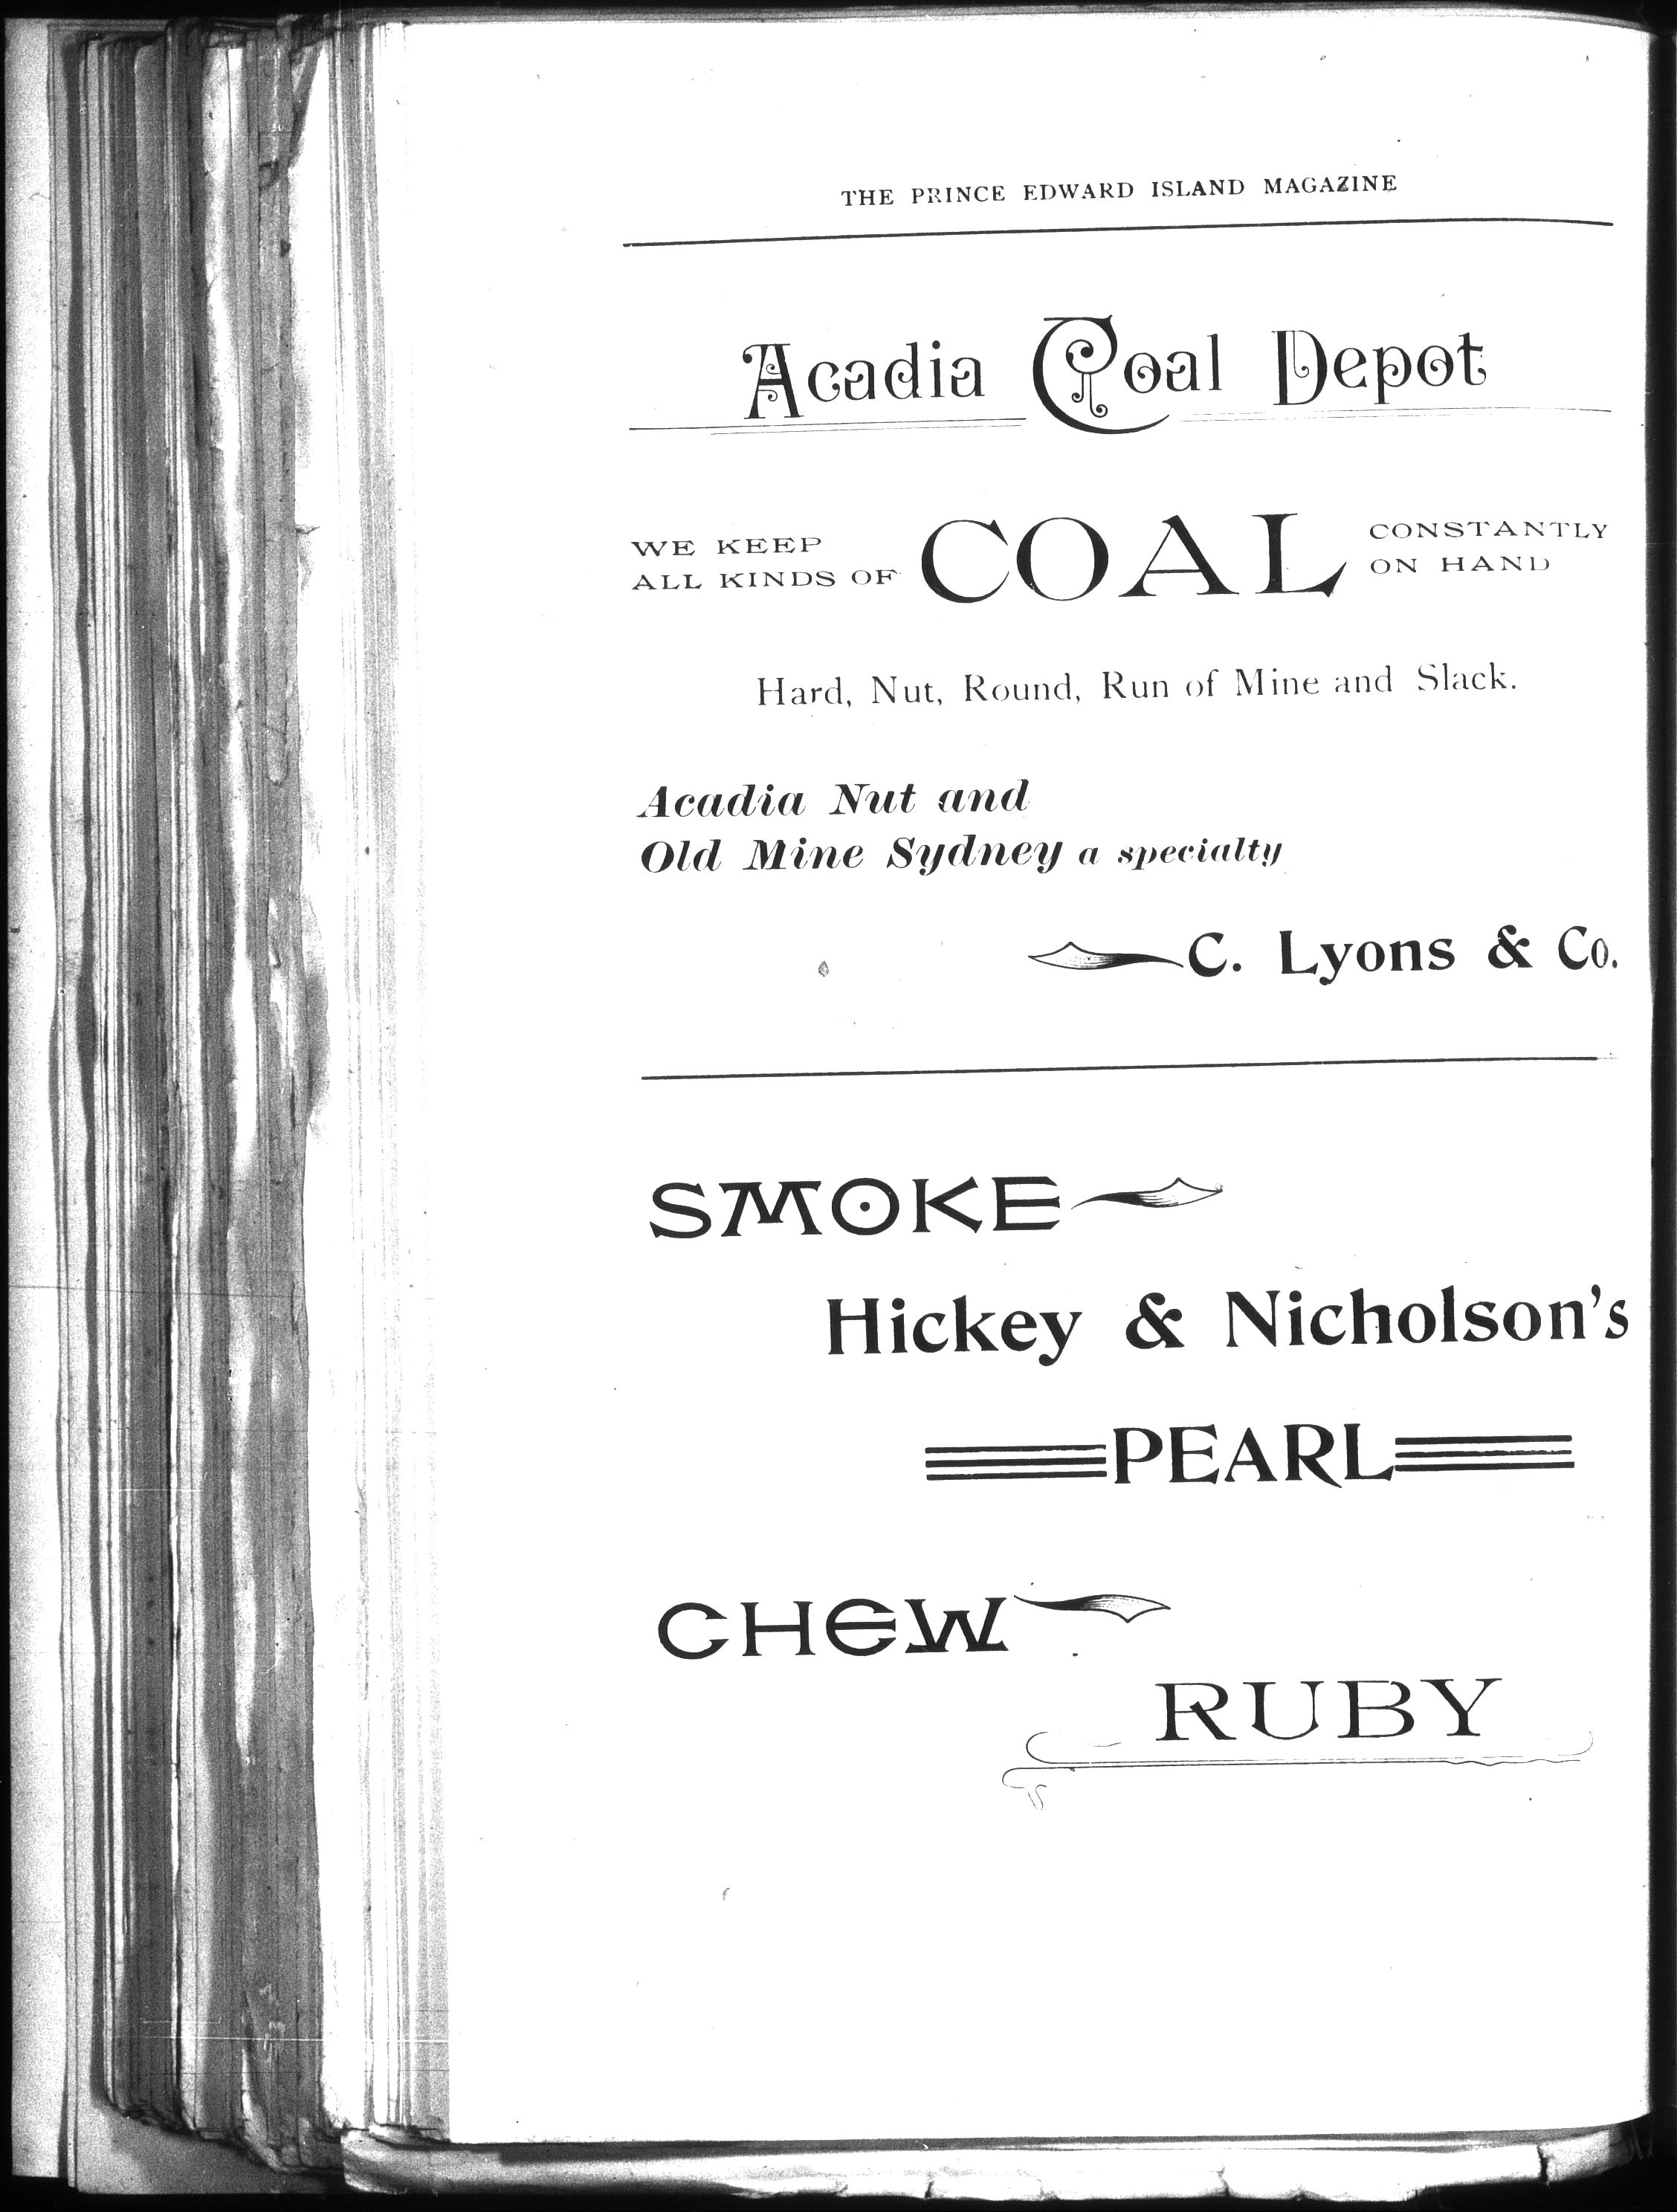 THE PRINCE EDWARD ISLAND MAGAZINE
Acadia Coal Depot
WE KEEP
ALL KINDS OF COAL CONSTANTLY
ON HAND
Hard, Nut, Round, Run of Mine and Slack.
Acadia Nut and
Old Mine Sydney a specialty
C. Lyons & Co.
SMOKE
Hickey & Nicholson's
PEARL
CHEW
RUBY